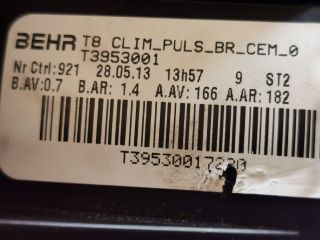 BEHR T8 CLIM_PULS_BR_CEM_0
T3953001
Nr Ctrl:921 28.05.13 13h57 9 ST2
B.AV:0.7 B.AR: 1.4 A.AV: 166 A.AR: 182